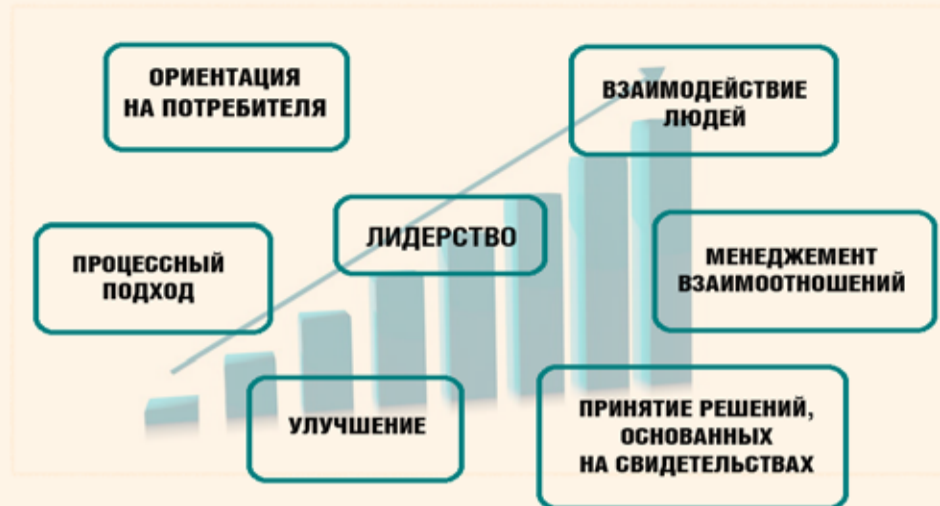 ОРИЕНТАЦИЯ
НА ПОТРЕБИТЕЛЯ
ВЗАИМОДЕЙСТВИЕ
ЛЮДЕЙ
ЛИДЕРСТВО
ПРОЦЕССНЫЙ
ПОДХОД
МЕНЕДЖЕМЕНТ
ВЗАИМООТНОШЕНИЙ
УЛУЧШЕНИЕ
ПРИНЯТИЕ РЕШЕНИЙ,
ОСНОВАННЫХ
НА СВИДЕТЕЛЬСТВАХ